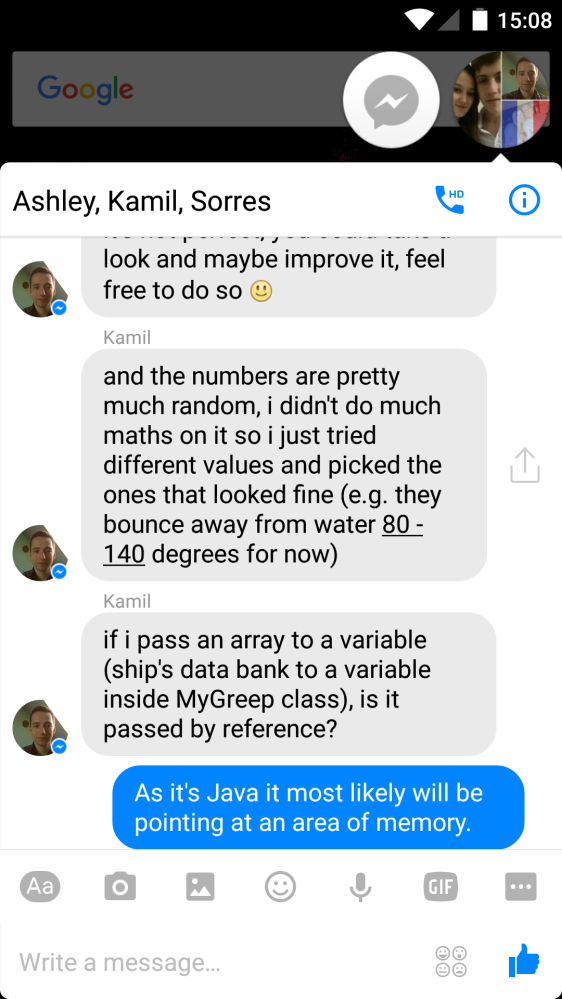 15:08
Google
Ashley, Kamil, Sorres
HD
look and maybe improve it, feel
free to do so 🙂
Kamil
and the numbers are pretty
much random, i didn't do much
maths on it so i just tried
different values and picked the
ones that looked fine (e.g. they
bounce away from water 80 -
140 degrees for now)
Kamil
if i pass an array to a variable
(ship's data bank to a variable
inside MyGreep class), is it
passed by reference?
As it's Java it most likely will be
pointing at an area of memory.
Aa
GIF
Write a message...